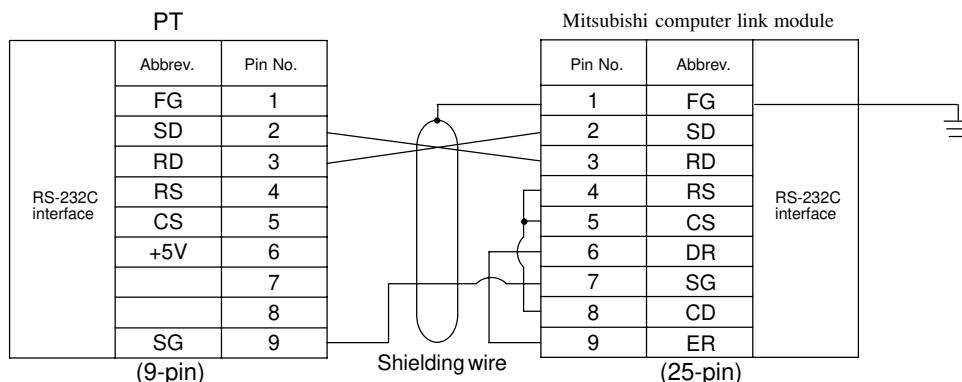 PT
Mitsubishi computer link module
Abbrev. Pin No.
FG 1
SD 2
RD 3
RS 4
CS 5
+5V 6
7
8
SG 9
RS-232C
interface
(9-pin)
Shielding wire
Pin No. Abbrev.
1 FG
2 SD
3 RD
4 RS
5 CS
6 DR
7 SG
8 CD
9 ER
RS-232C
interface
(25-pin)